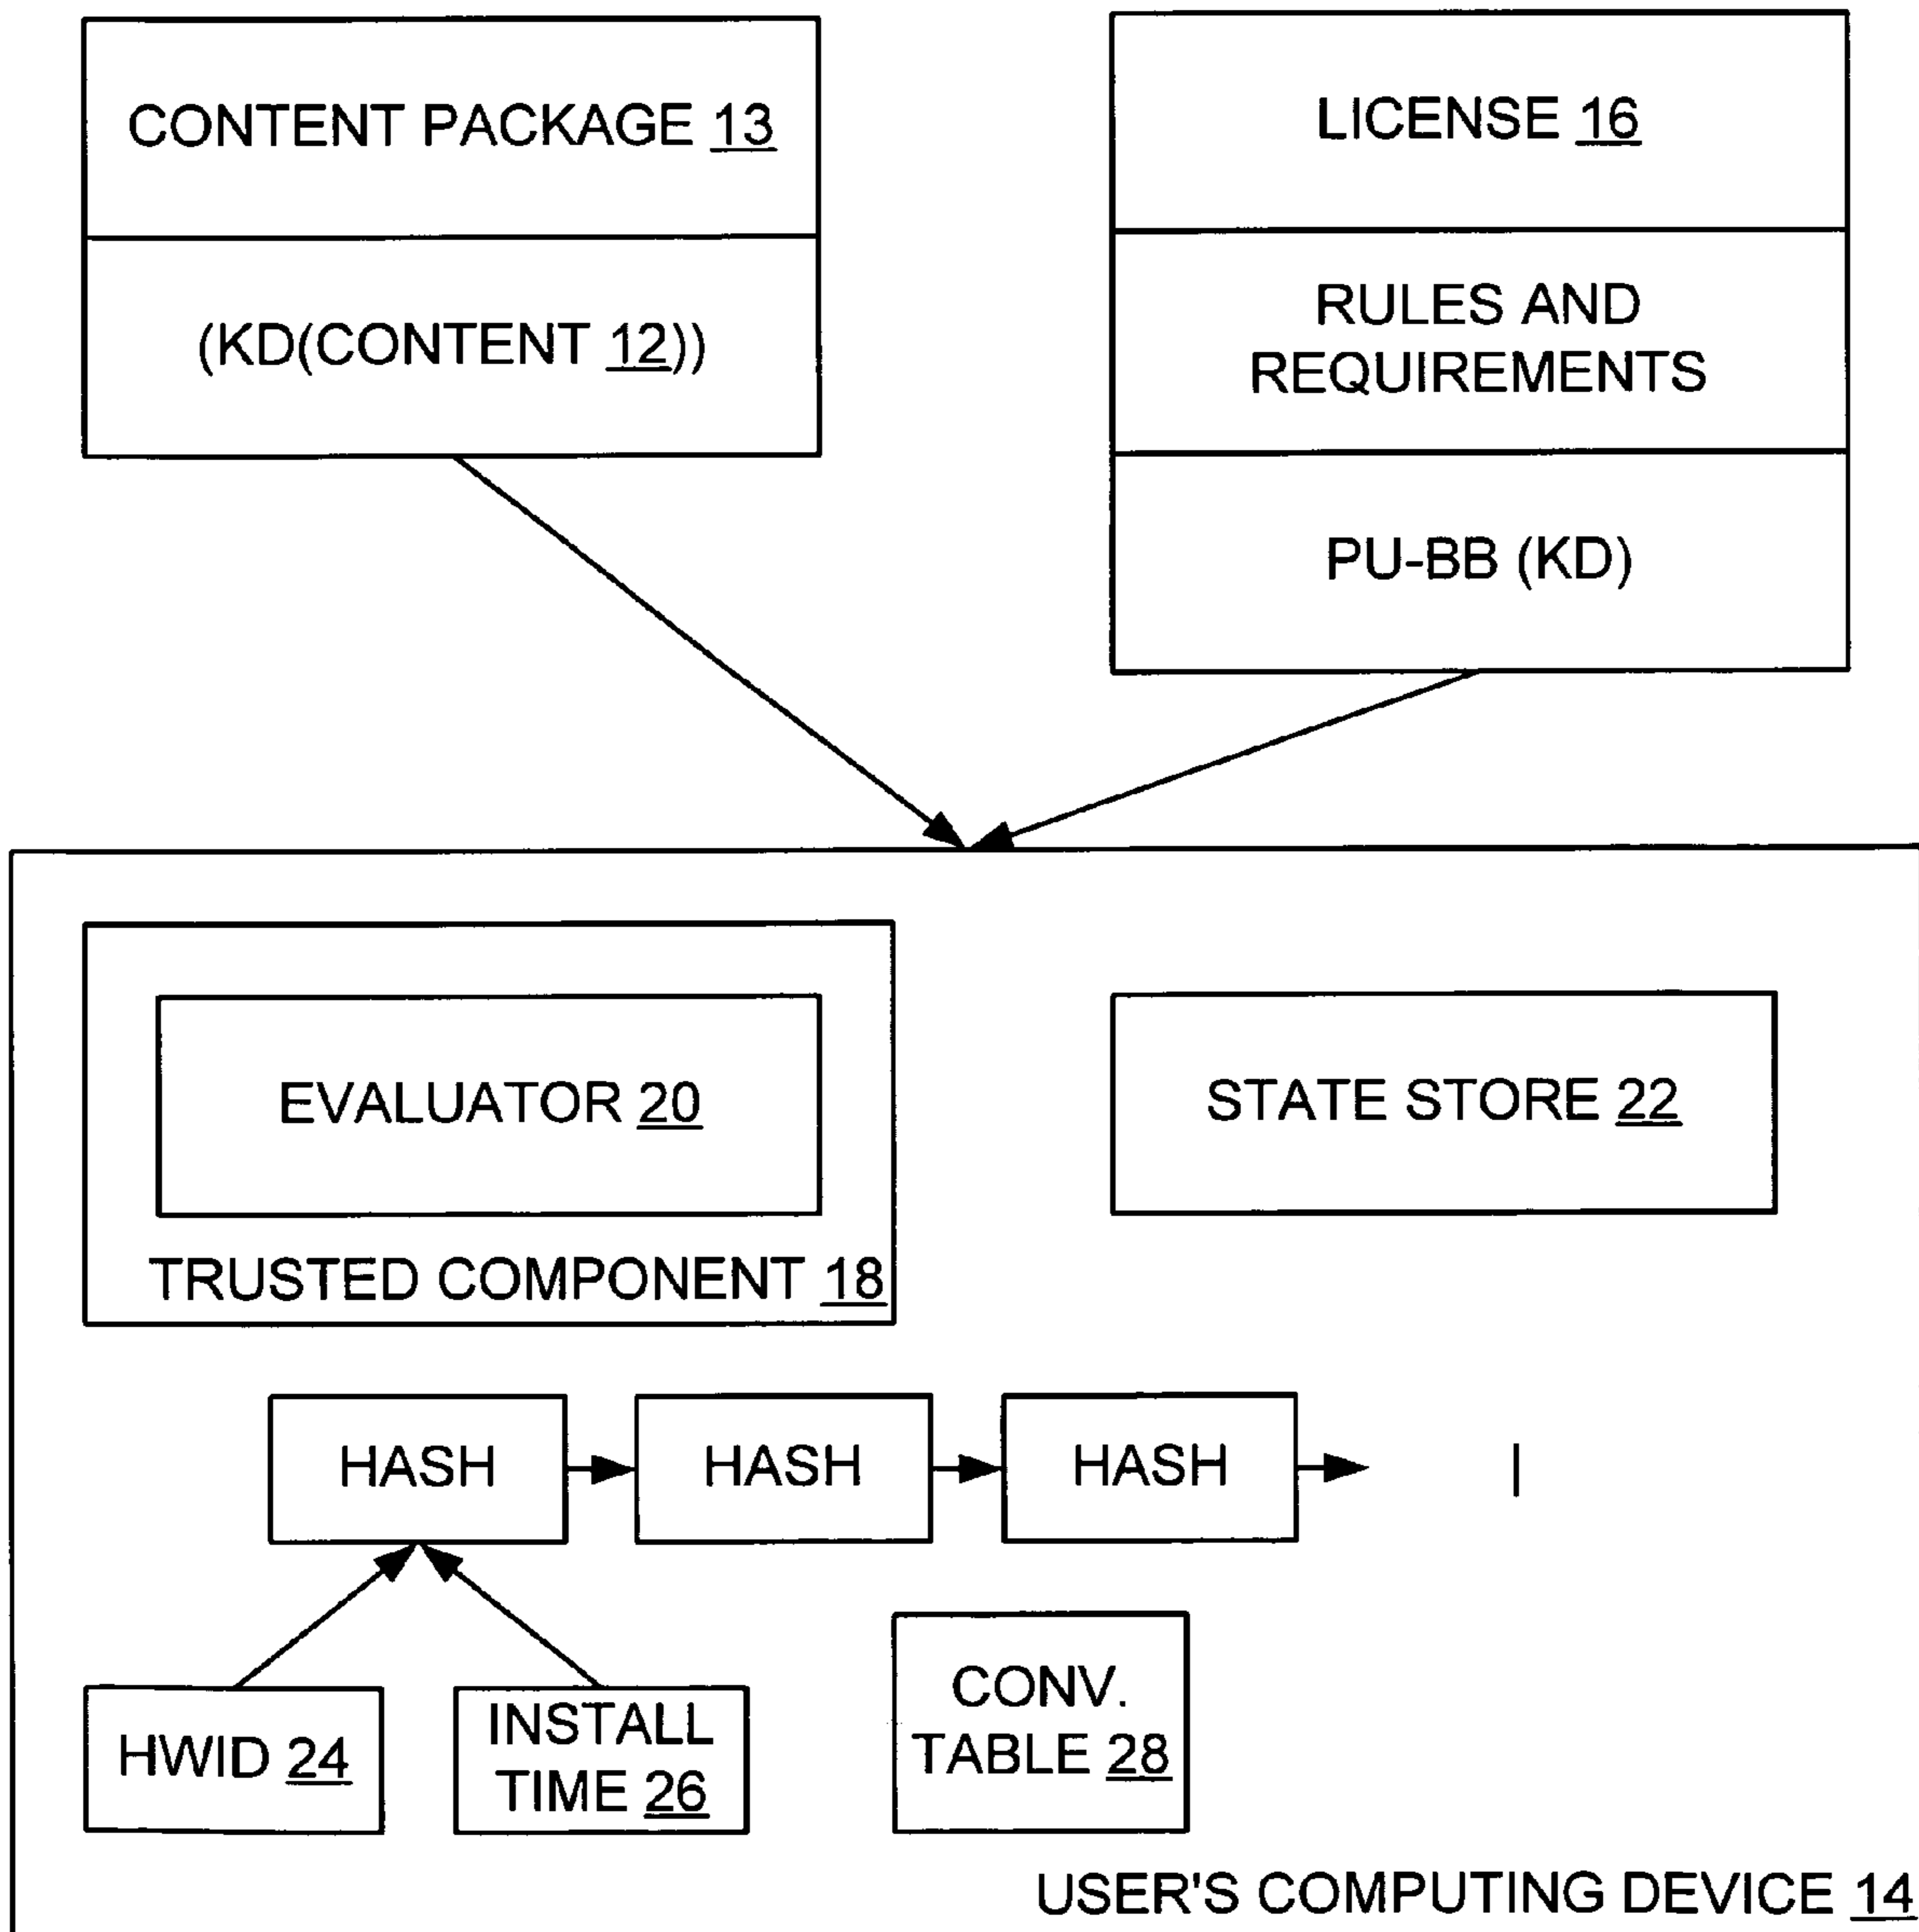 CONTENT PACKAGE 13
(KD(CONTENT 12))
LICENSE 16
RULES AND
REQUIREMENTS
PU-BB (KD)
EVALUATOR 20
TRUSTED COMPONENT 18
STATE STORE 22
HASH
HASH
HASH
I
HWID 24
INSTALL
TIME 26
CONV.
TABLE 28
USER'S COMPUTING DEVICE 14